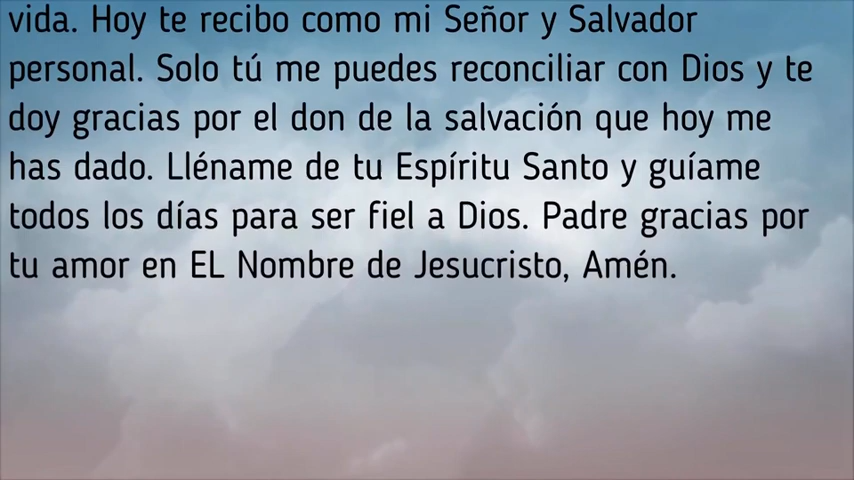 vida. Hoy te recibo como mi Señor y Salvador
personal. Solo tú me puedes reconciliar con Dios y te
doy gracias por el don de la salvación que hoy me
has dado. Lléname de tu Espíritu Santo y guíame
todos los días para ser fiel a Dios. Padre gracias por
tu amor en EL Nombre de Jesucristo, Amén.